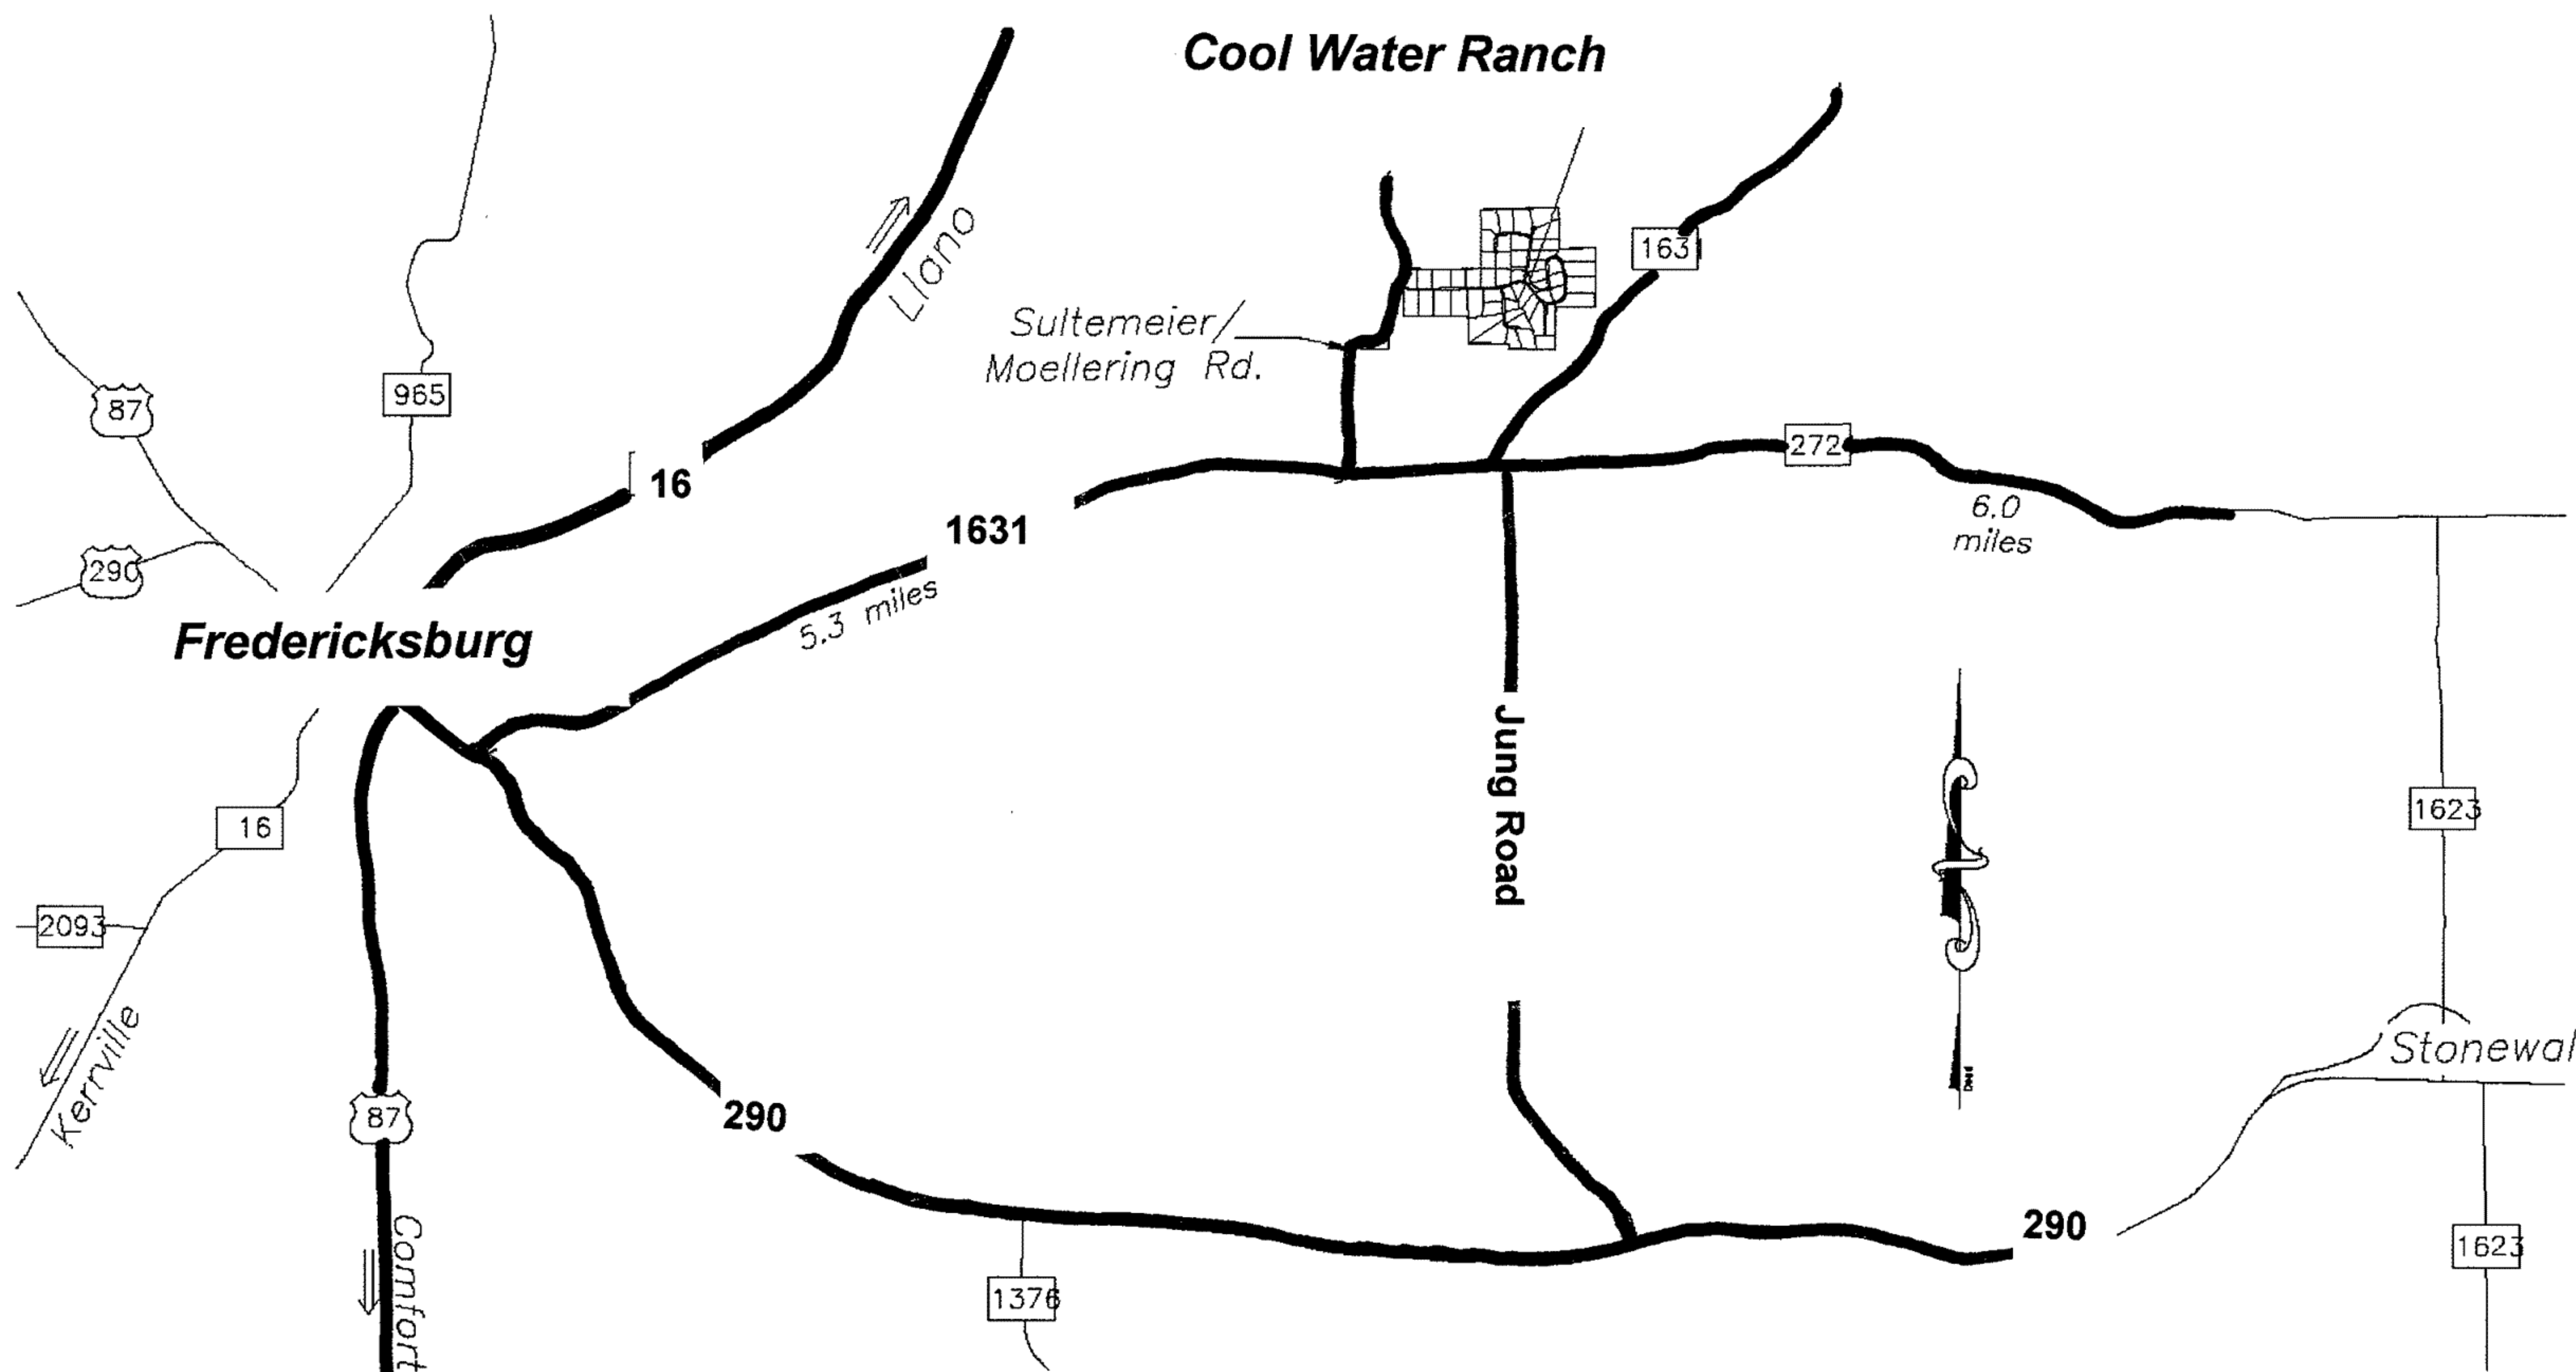 Cool Water Ranch
Llano
163
Sultemeier/
Moellering Rd.
87
965
16
272
1631
6.0
miles
290
5.3 miles
Fredericksburg
Jung Road
1623
16
2093
Kerrville
Stonewal
87
290
290
Comfort
1623
1376